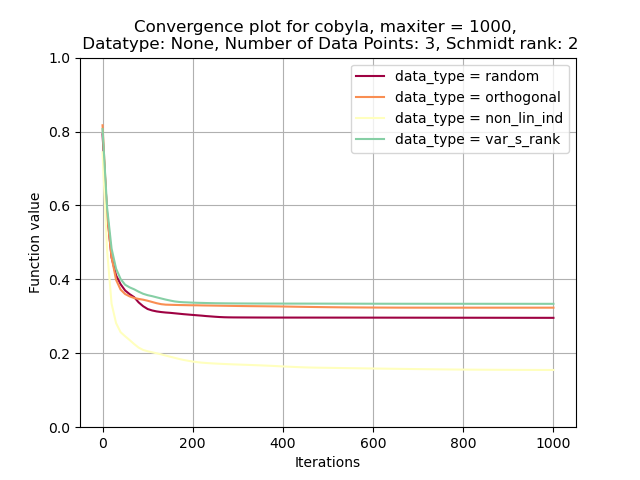 Convergence plot for cobyla, maxiter = 1000,
Datatype: None, Number of Data Points: 3, Schmidt rank: 2
1.0
data_type = random
data_type = orthogonal
data_type = non_lin_ind
data_type = var_s_rank
0.8
0.6
Function value
0.4
0.2
0.0
0 200 400 600 800 1000
Iterations